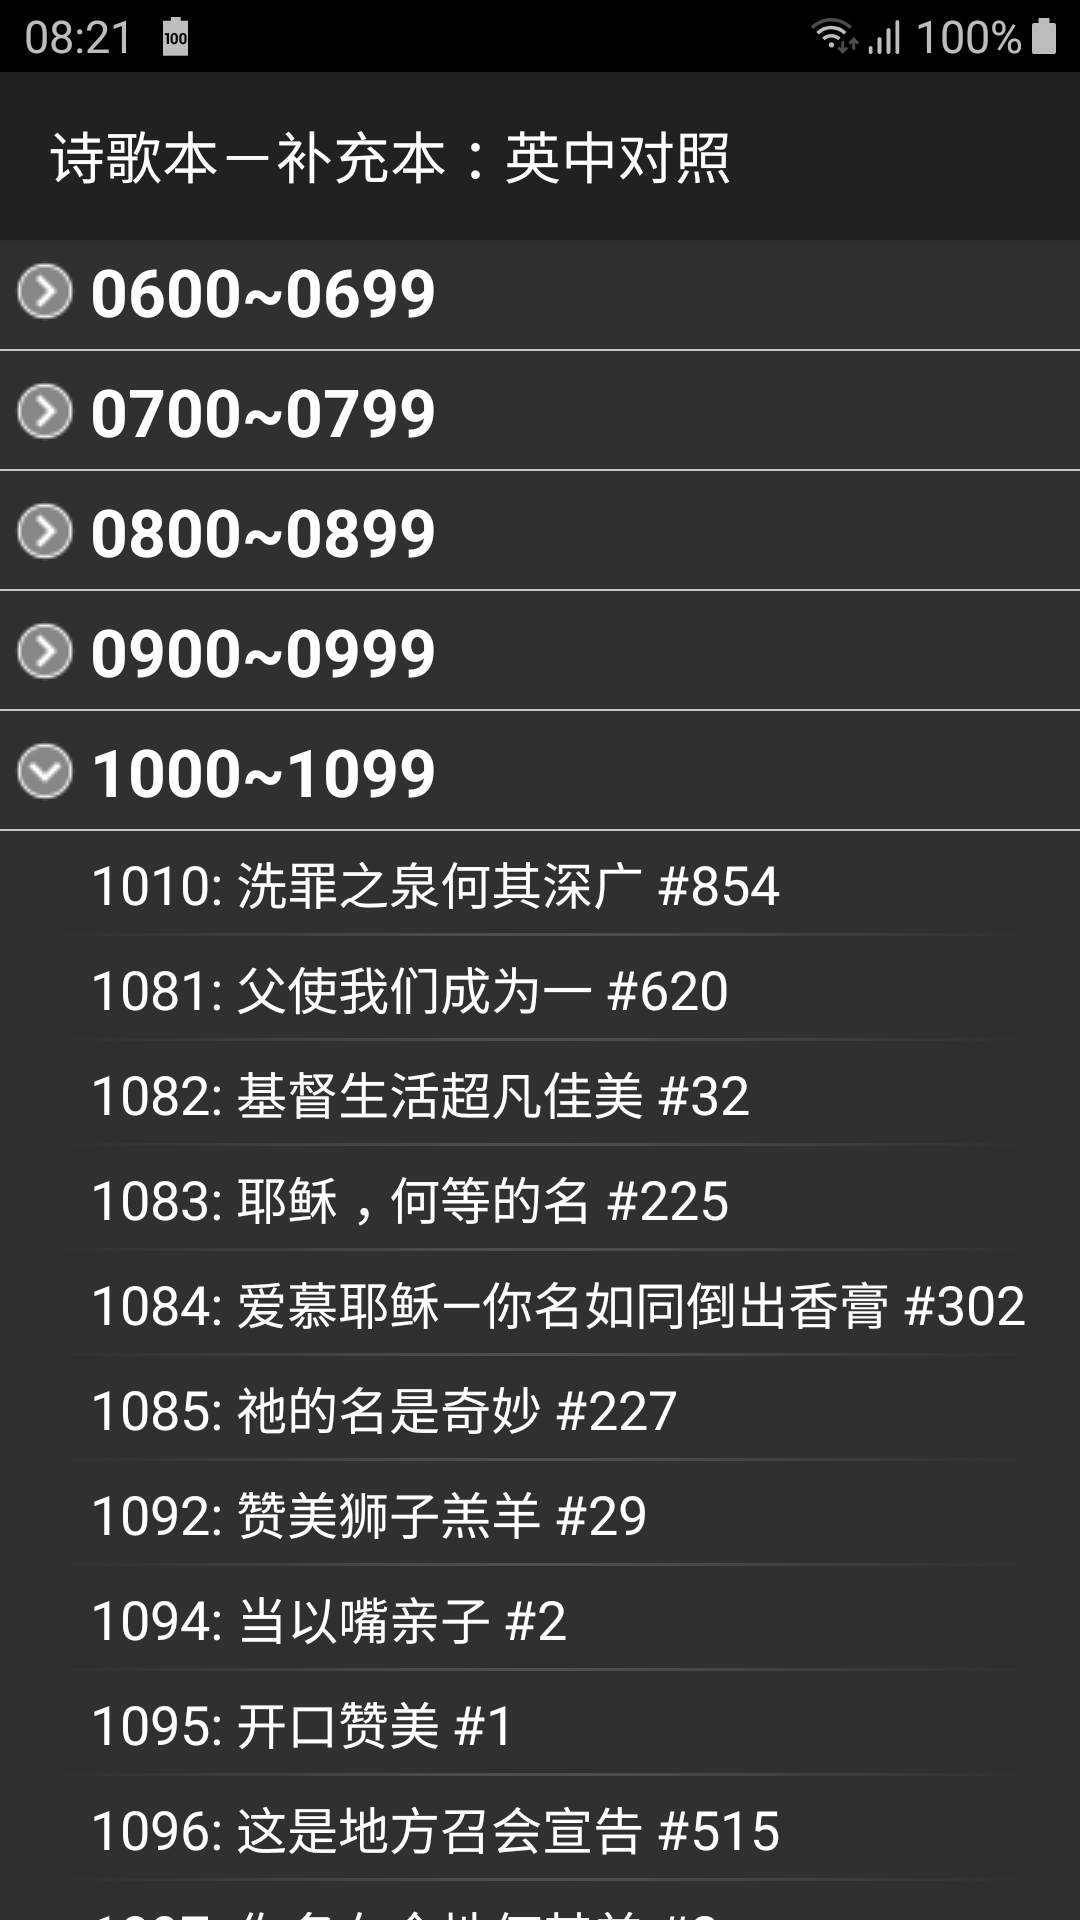 08:21 100 100%
诗歌本－补充本：英中对照
0600~0699
0700~0799
0800~0899
0900~0999
1000~1099
1010: 洗罪之泉何其深广 #854
1081: 父使我们成为一 #620
1082: 基督生活超凡佳美 #32
1083: 耶稣，何等的名 #225
1084: 爱慕耶稣—你名如同倒出香膏 #302
1085: 祂的名是奇妙 #227
1092: 赞美狮子羔羊 #29
1094: 当以嘴亲子 #2
1095: 开口赞美 #1
1096: 这是地方召会宣告 #515